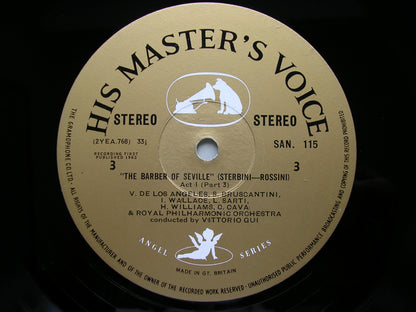 HIS MASTER'S VOICE
STEREO STEREO
(2YEA.768) 33⅓ SAN. 115
RECORDING FIRST
PUBLISHED 1963
3 3
"THE BARBER OF SEVILLE" (STERBINI—ROSSINI)
Act I (Part 3)
V. DE LOS ANGELES, S. BRUSCANTINI,
I. WALLACE, L. SARTI,
H. WILLIAMS, C. CAVA
& ROYAL PHILHARMONIC ORCHESTRA
conducted by VITTORIO GUI
ANGEL SERIES
MADE IN GT. BRITAIN
THE GRAMOPHONE CO. LTD. · ALL RIGHTS OF THE MANUFACTURER AND OF THE OWNER OF THE RECORDED WORK RESERVED · UNAUTHORISED PUBLIC PERFORMANCE BROADCASTING AND COPYING OF THIS RECORD PROHIBITED